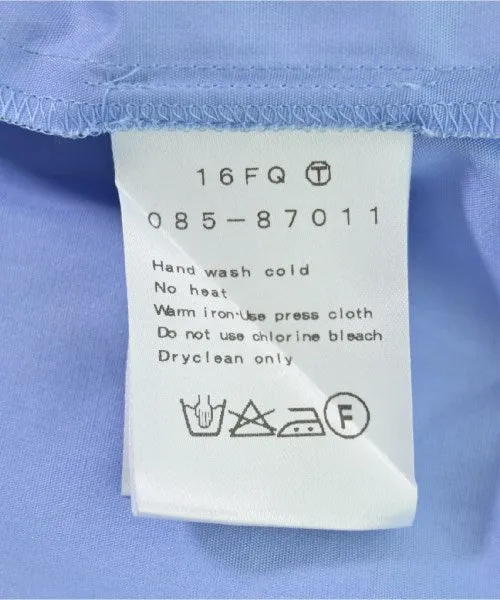 16FQ Ⓣ
085-87011
Hand wash cold
No heat
Warm iron·Use press cloth
Do not use chlorine bleach
Dryclean only
F